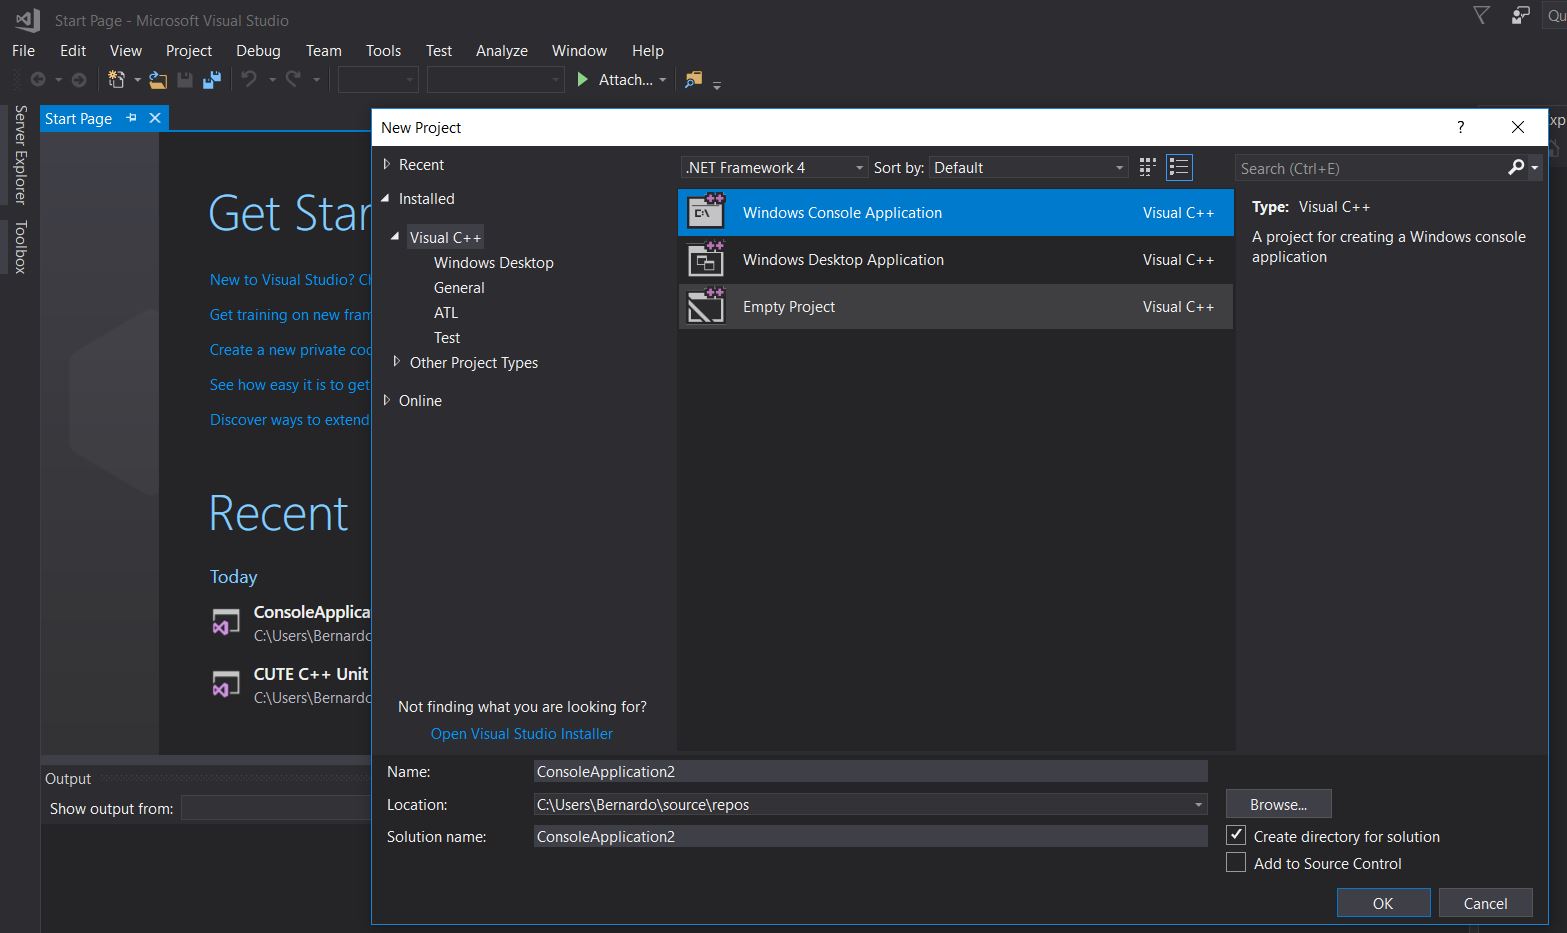 Start Page - Microsoft Visual Studio
Qu
File Edit View Project Debug Team Tools Test Analyze Window Help
Attach...
Server Explorer
Toolbox
Start Page
Get Star
New to Visual Studio? Ch
Get training on new fram
Create a new private cod
See how easy it is to get
Discover ways to extend
Recent
Today
ConsoleApplica
C:\Users\Bernardo
CUTE C++ Unit
C:\Users\Bernardo
Output
Show output from:
xp
New Project
?
Recent
Installed
Visual C++
Windows Desktop
General
ATL
Test
Other Project Types
Online
Not finding what you are looking for?
Open Visual Studio Installer
.NET Framework 4 Sort by: Default
Search (Ctrl+E)
Windows Console Application Visual C++
Windows Desktop Application Visual C++
Empty Project Visual C++
Type: Visual C++
A project for creating a Windows console
application
Name: ConsoleApplication2
Location: C:\Users\Bernardo\source\repos Browse...
Solution name: ConsoleApplication2
Create directory for solution
Add to Source Control
OK Cancel